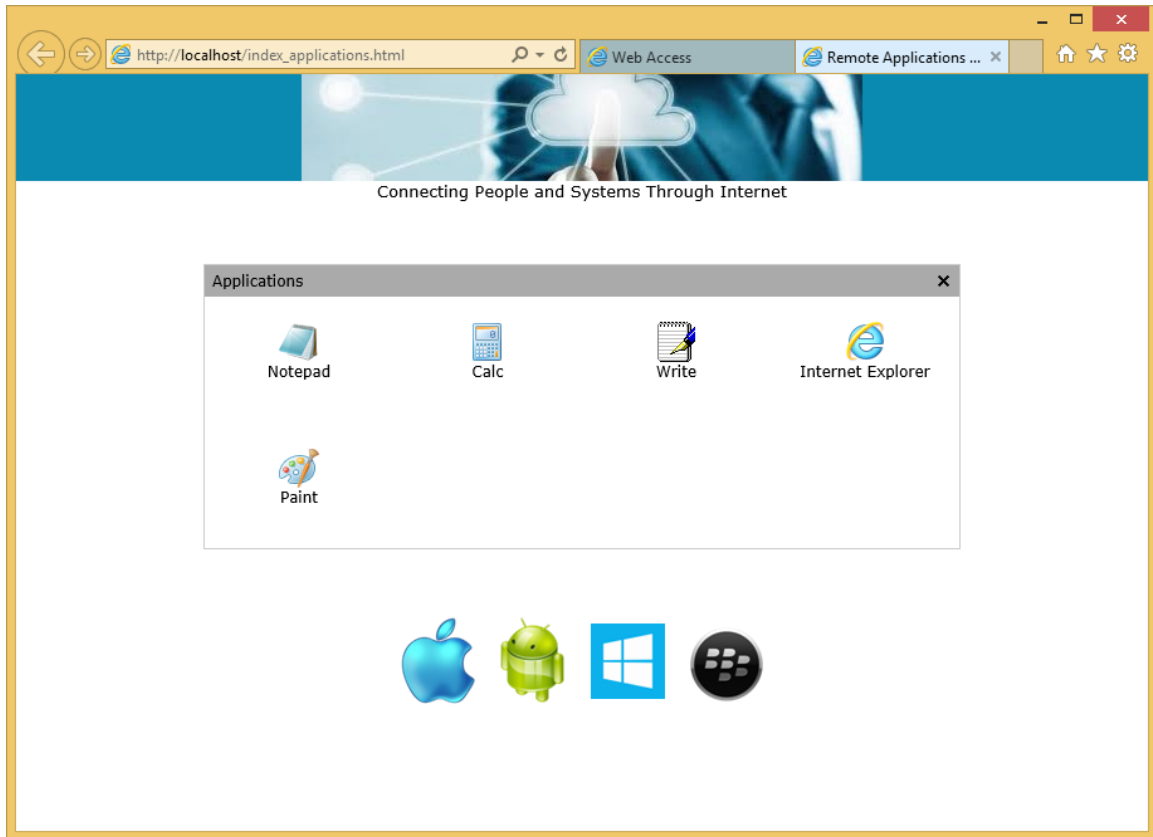 http://localhost/index_applications.html
Web Access
Remote Applications ...
Connecting People and Systems Through Internet
Applications
Notepad
Calc
Write
Internet Explorer
Paint